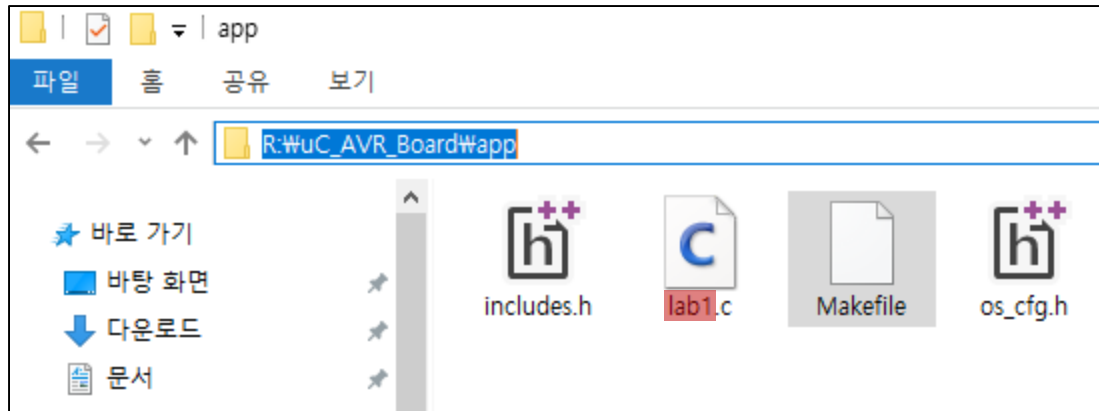 app
파일 홈 공유 보기
R:₩uC_AVR_Board₩app
바로 가기
바탕 화면
다운로드
문서
includes.h lab1.c Makefile os_cfg.h